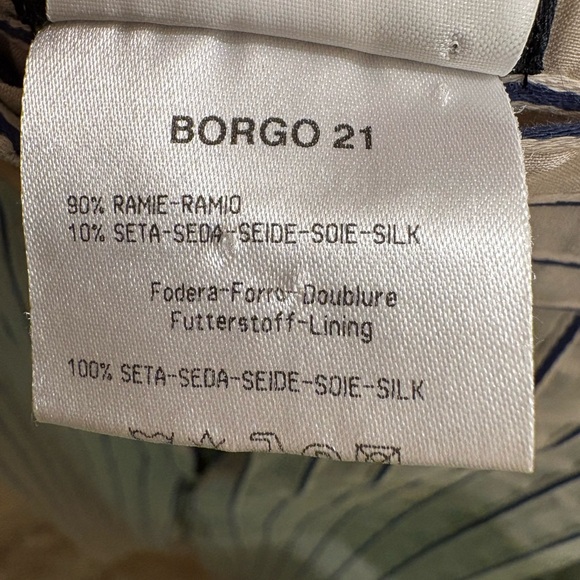 BORGO 21
90% RAMIE-RAMIO
10% SETA-SEDA-SEIDE-SOIE-SILK
Fodera-Forro-Doublure
Futterstoff-Lining
100% SETA-SEDA-SEIDE-SOIE-SILK